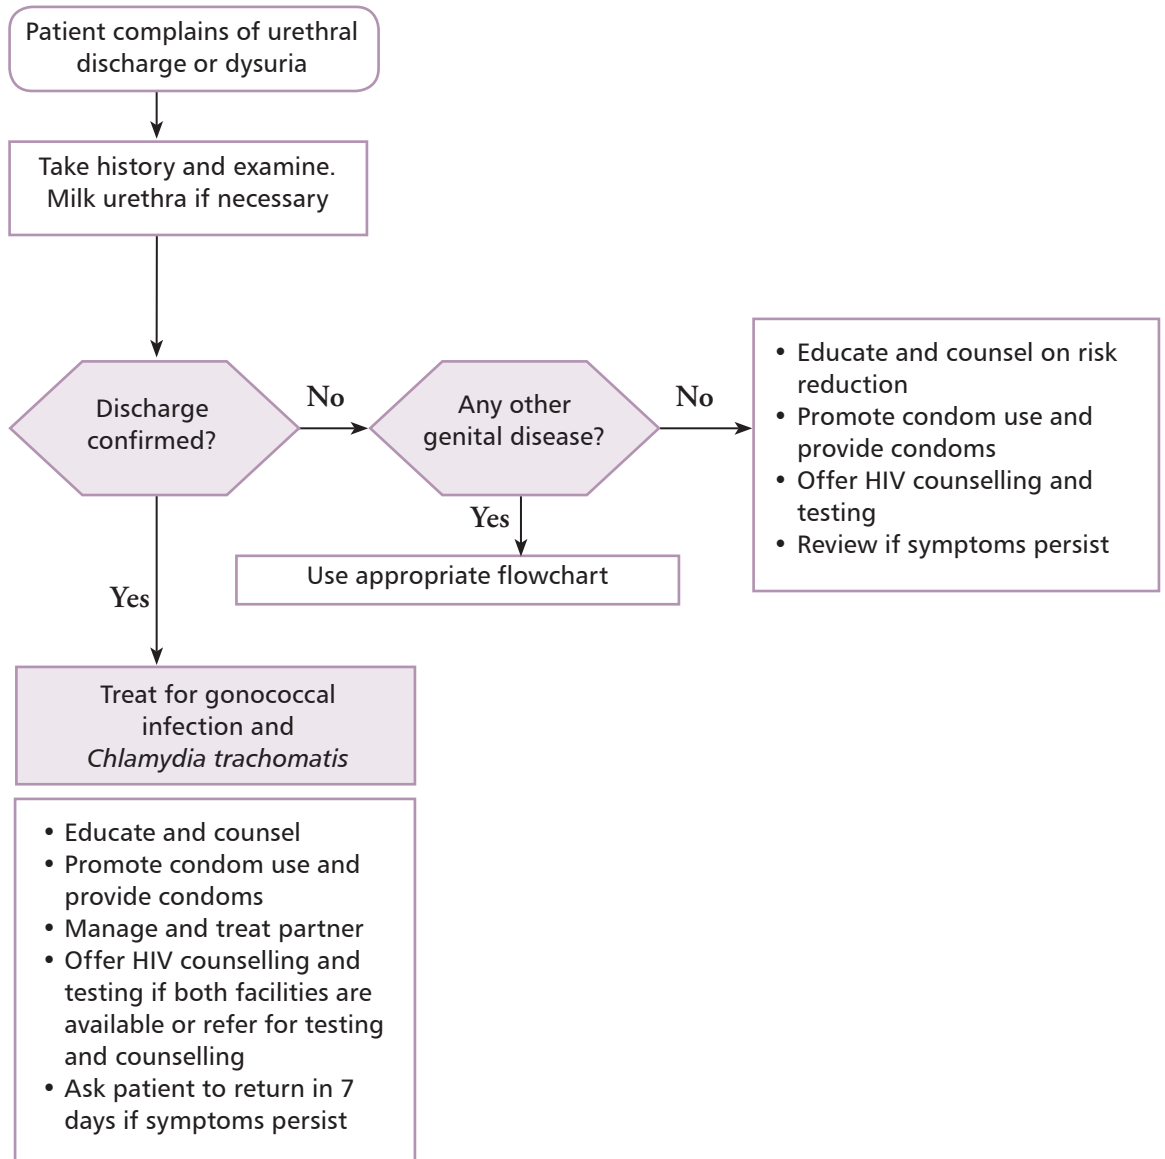 Patient complains of urethral
discharge or dysuria
Take history and examine.
Milk urethra if necessary
Discharge
confirmed?
No
Any other
genital disease?
No
• Educate and counsel on risk
reduction
• Promote condom use and
provide condoms
• Offer HIV counselling and
testing
• Review if symptoms persist
Yes
Use appropriate flowchart
Yes
Treat for gonococcal
infection and
Chlamydia trachomatis
• Educate and counsel
• Promote condom use and
provide condoms
• Manage and treat partner
• Offer HIV counselling and
testing if both facilities are
available or refer for testing
and counselling
• Ask patient to return in 7
days if symptoms persist